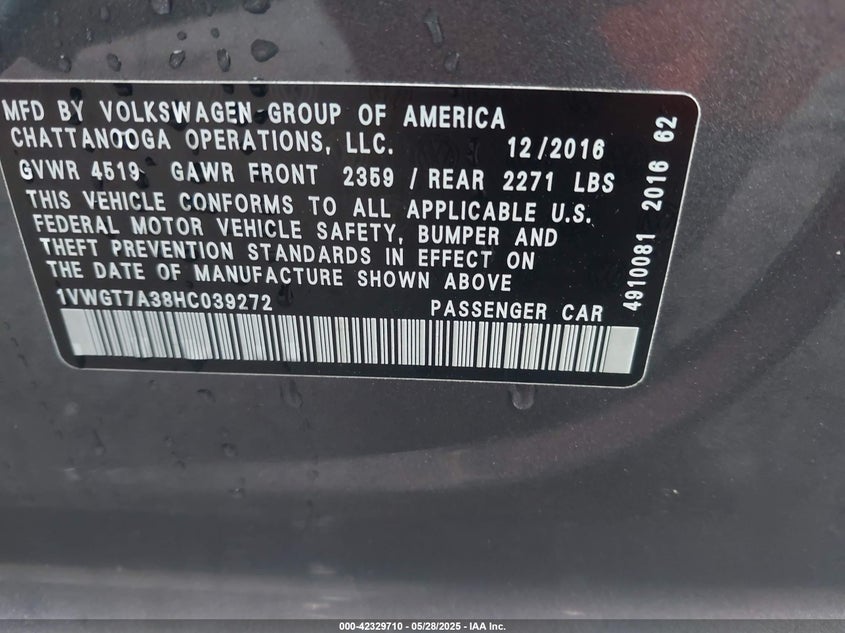 MFD BY VOLKSWAGEN GROUP OF AMERICA
CHATTANOOGA OPERATIONS, LLC. 12/2016
GVWR 4519 GAWR FRONT 2359 / REAR 2271 LBS
THIS VEHICLE CONFORMS TO ALL APPLICABLE U.S.
FEDERAL MOTOR VEHICLE SAFETY, BUMPER AND
THEFT PREVENTION STANDARDS IN EFFECT ON
THE DATE OF MANUFACTURE SHOWN ABOVE
1VWGT7A38HC039272 PASSENGER CAR
4910081 2016 62
000-42329710 — 05/28/2025 - IAA Inc.